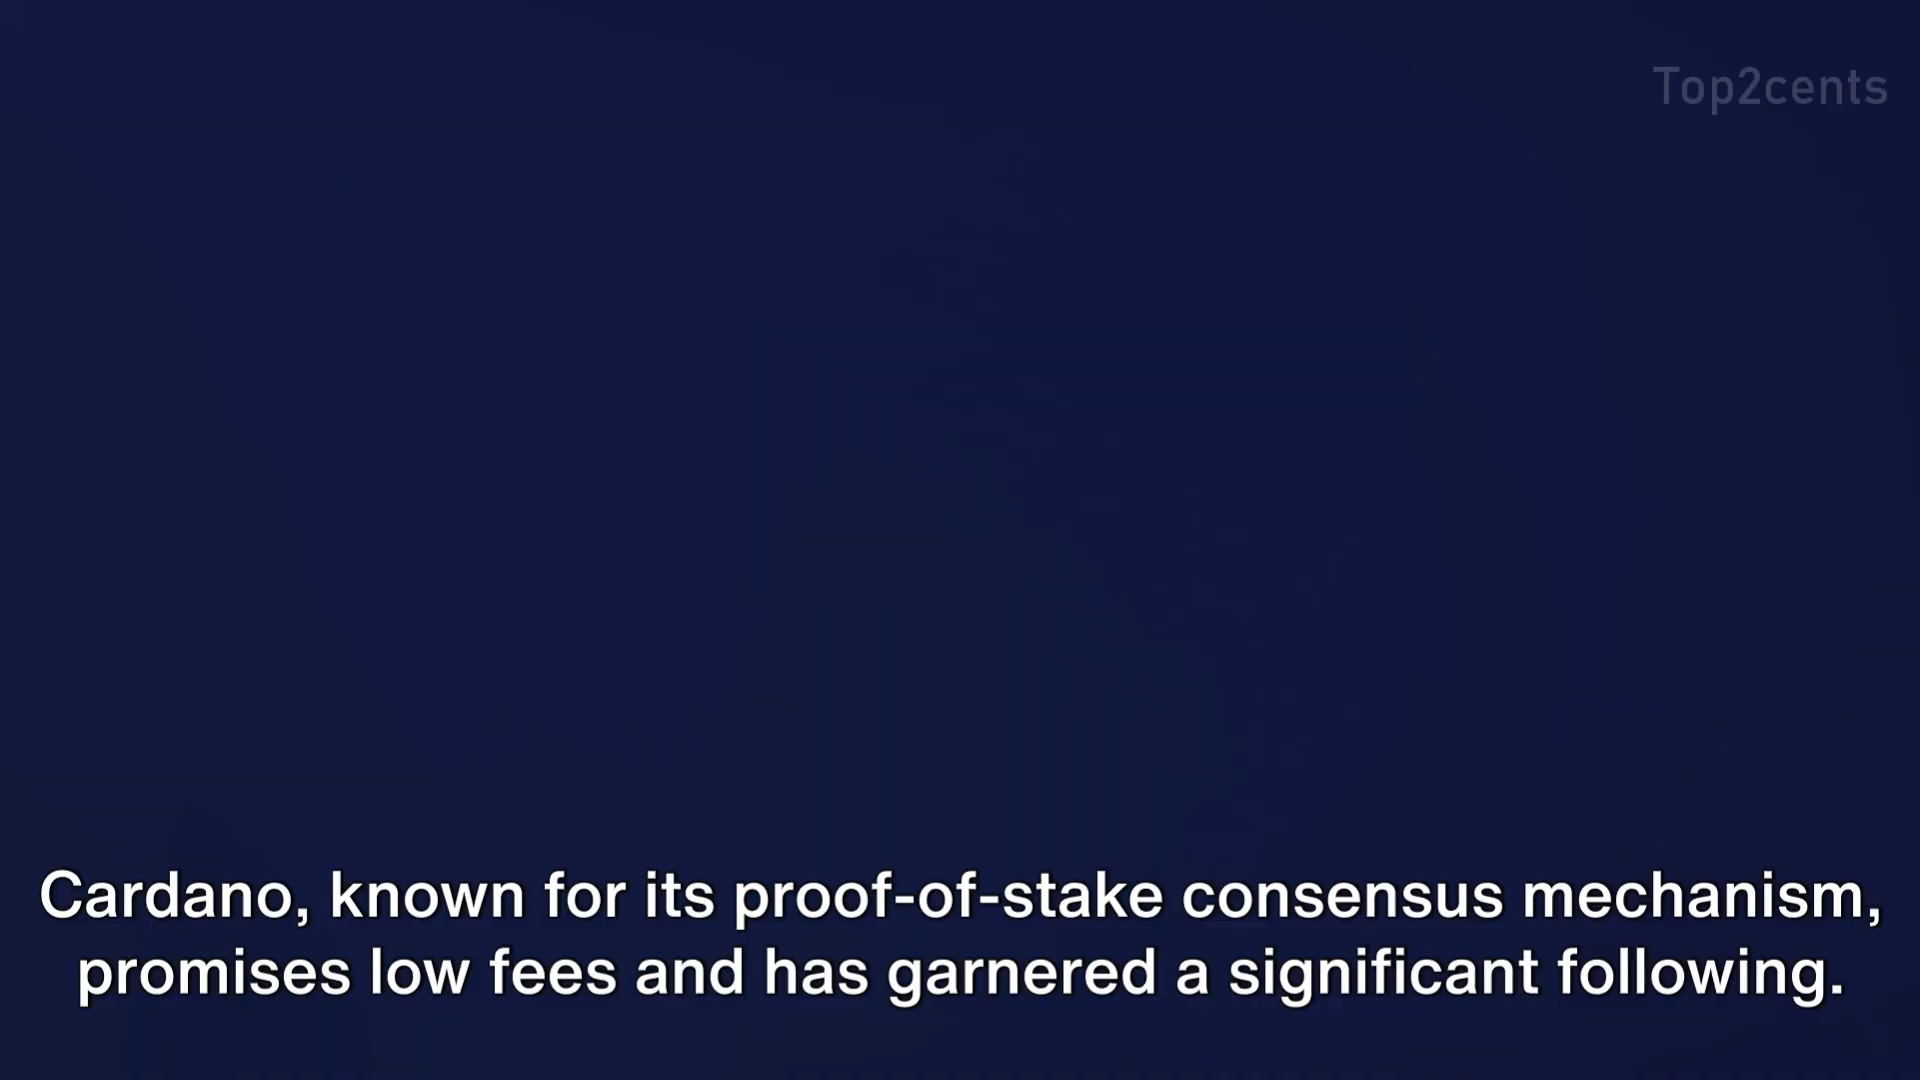 Top2cents
Cardano, known for its proof-of-stake consensus mechanism,
promises low fees and has garnered a significant following.